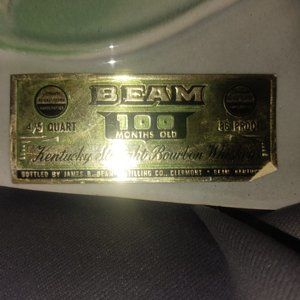 BEAM
4/5 QUART
100
86 PROOF
MONTHS OLD
Kentucky Straight Bourbon Whiskey
BOTTLED BY JAMES B. BEAM DISTILLING CO., CLERMONT · BEAM, KENTUCKY